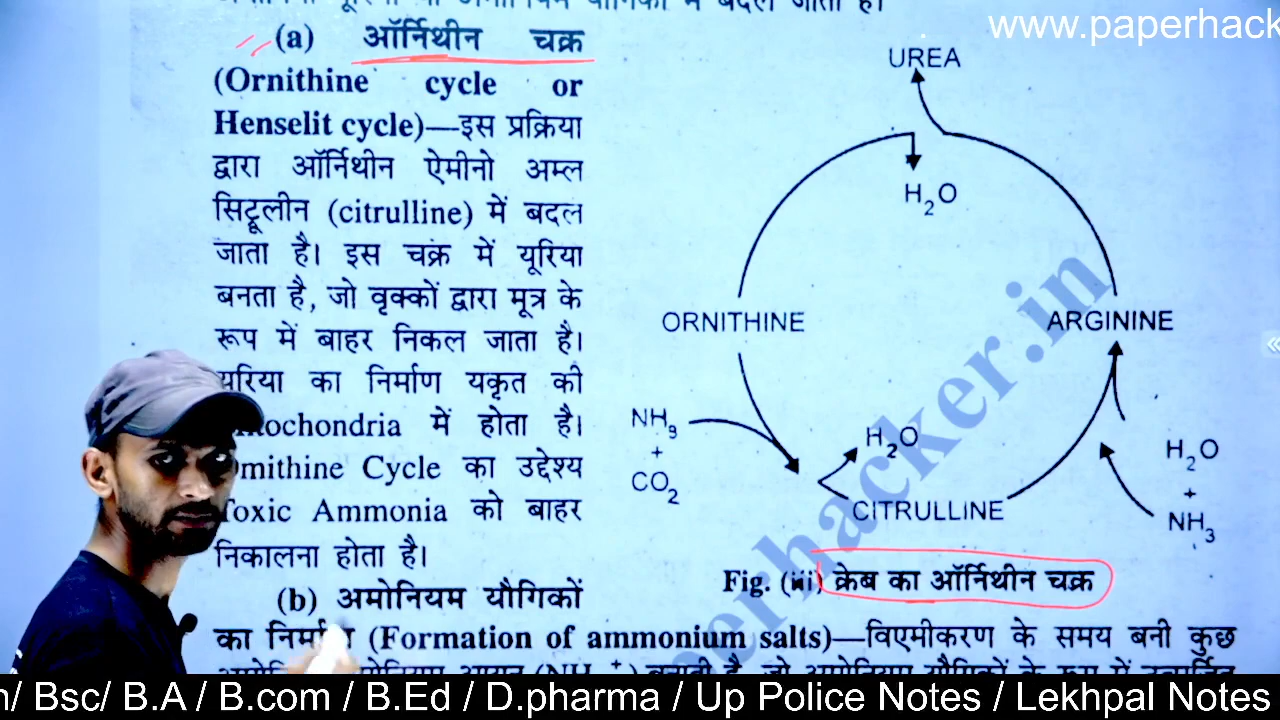 www.paperhack
(a) ऑर्निथीन चक्र
(Ornithine cycle or
Henselit cycle)—इस प्रक्रिया
द्वारा ऑर्निथीन ऐमीनो अम्ल
सिट्रूलीन (citrulline) में बदल
जाता है। इस चक्र में यूरिया
बनता है, जो वृक्कों द्वारा मूत्र के
रूप में बाहर निकल जाता है।
यूरिया का निर्माण यकृत की
में होता है।
Cycle का उद्देश्य
Toxic Ammonia को बाहर
निकालना होता है।
(b) अमोनियम यौगिकों
का निर्माण (Formation of ammonium salts)—विएमीकरण के समय बनी कुछ
UREA
H2O
ORNITHINE
ARGININE
NH3
+
CO2
H2O
H2O
+
NH3
CITRULLINE
Fig. (iii) क्रेब का ऑर्निथीन चक्र
erhacker.in
/ Bsc/ B.A / B.com / B.Ed / D.pharma / Up Police Notes / Lekhpal Notes